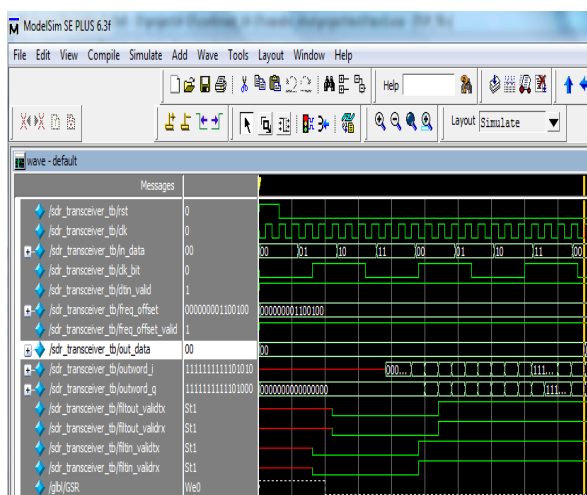 ModelSim SE PLUS 6.3f
File Edit View Compile Simulate Add Wave Tools Layout Window Help
Help
Layout Simulate
wave - default
Messages
/sdr_transceiver_tb/rst 0
/sdr_transceiver_tb/clk 0
/sdr_transceiver_tb/in_data 00 00 01 10 11 00 01 10 11 00
/sdr_transceiver_tb/clk_bit 0
/sdr_transceiver_tb/dtin_valid 1
/sdr_transceiver_tb/freq_offset 000000001100100 000000001100100
/sdr_transceiver_tb/freq_offset_valid 1
/sdr_transceiver_tb/out_data 00 00
/sdr_transceiver_tb/outword_i 1111111111101010 000... 111...
/sdr_transceiver_tb/outword_q 1111111111101000 0000000000000000 111...
/sdr_transceiver_tb/filtout_validtx St1
/sdr_transceiver_tb/filtout_validrx St1
/sdr_transceiver_tb/filtin_validtx St1
/sdr_transceiver_tb/filtin_validrx St1
/glbl/GSR We0